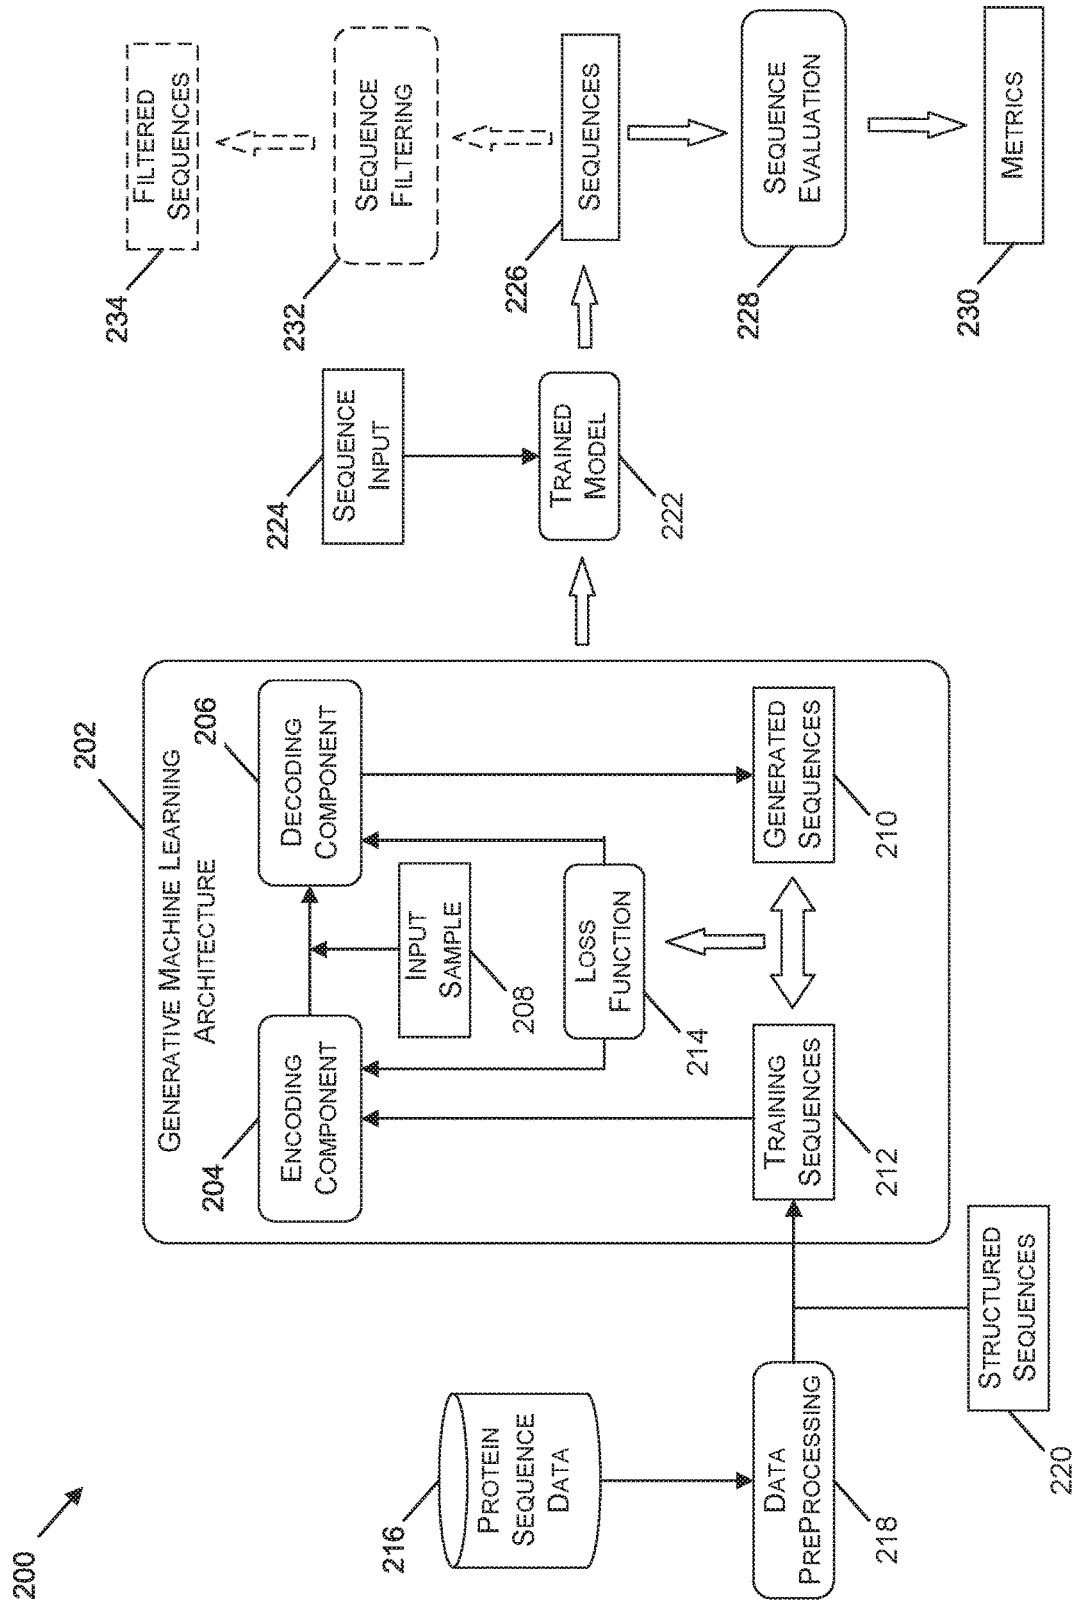 200
216
PROTEIN
SEQUENCE
DATA
DATA
PREPROCESSING
218
STRUCTURED
SEQUENCES
220
202
GENERATIVE MACHINE LEARNING
ARCHITECTURE
204
ENCODING
COMPONENT
206
DECODING
COMPONENT
INPUT
SAMPLE
208
LOSS
FUNCTION
214
TRAINING
SEQUENCES
212
GENERATED
SEQUENCES
210
224
SEQUENCE
INPUT
TRAINED
MODEL
222
234
FILTERED
SEQUENCES
232
SEQUENCE
FILTERING
226
SEQUENCES
228
SEQUENCE
EVALUATION
230
METRICS